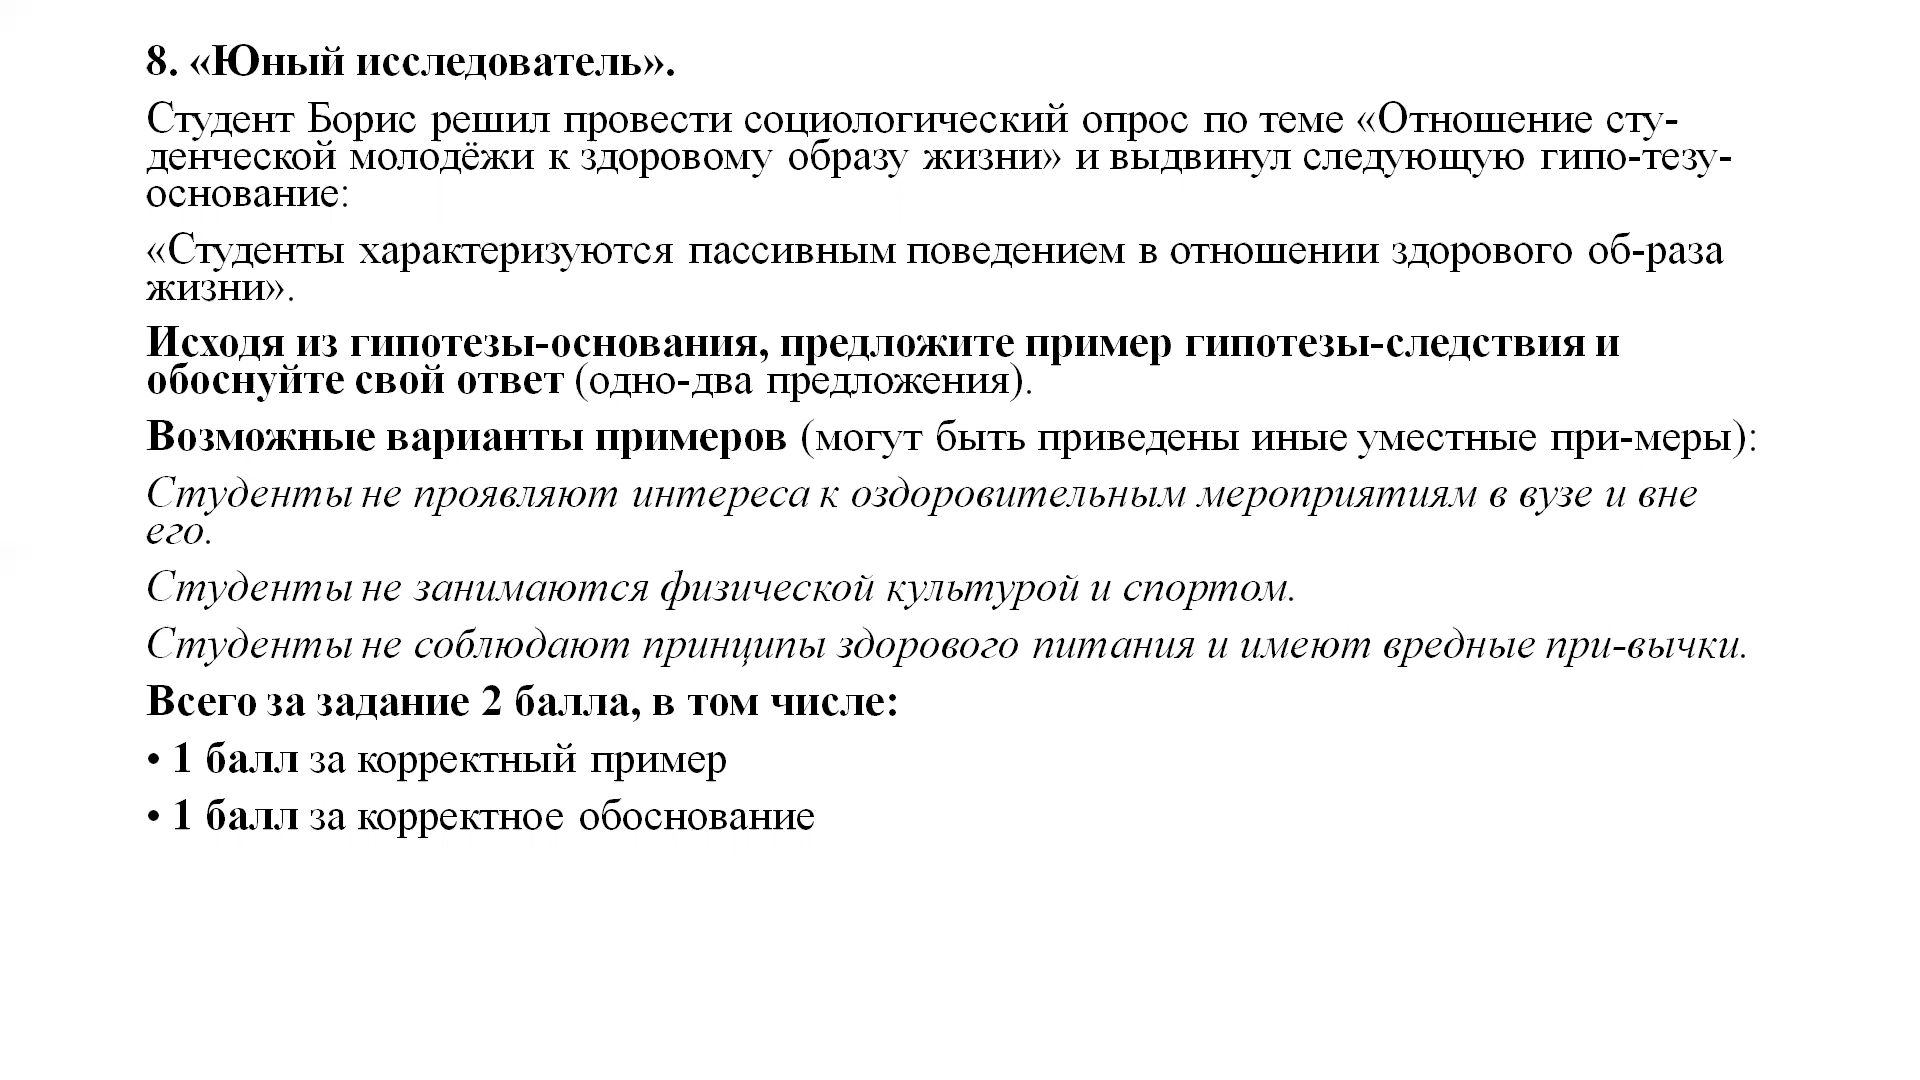 8. «Юный исследователь».
Студент Борис решил провести социологический опрос по теме «Отношение сту-
денческой молодёжи к здоровому образу жизни» и выдвинул следующую гипо-тезу-
основание:
«Студенты характеризуются пассивным поведением в отношении здорового об-раза
жизни».
Исходя из гипотезы-основания, предложите пример гипотезы-следствия и
обоснуйте свой ответ (одно-два предложения).
Возможные варианты примеров (могут быть приведены иные уместные при-меры):
Студенты не проявляют интереса к оздоровительным мероприятиям в вузе и вне
его.
Студенты не занимаются физической культурой и спортом.
Студенты не соблюдают принципы здорового питания и имеют вредные при-вычки.
Всего за задание 2 балла, в том числе:
• 1 балл за корректный пример
• 1 балл за корректное обоснование